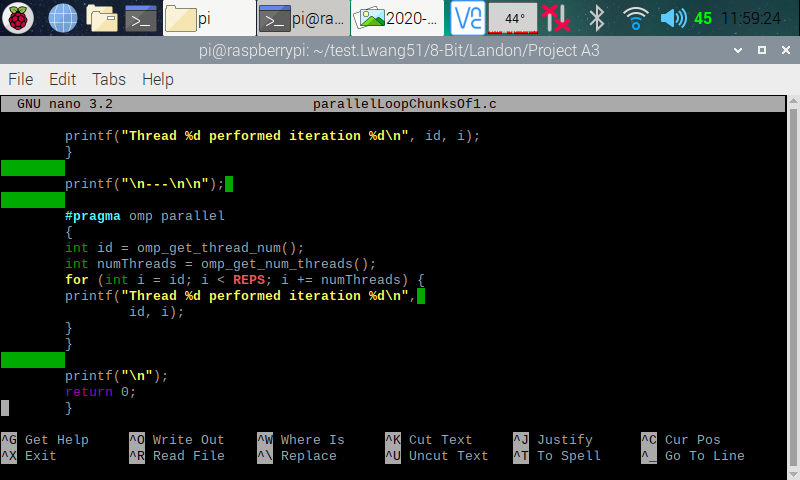 pi
pi@ra...
2020-...
VE
44°
11:59:24
45
pi@raspberrypi: ~/test.Lwang51/8-Bit/Landon/Project A3
File Edit Tabs Help
GNU nano 3.2 parallelLoopChunksOf1.c
printf("Thread %d performed iteration %d\n", id, i);
}
printf("\n---\n\n");
#pragma omp parallel
{
int id = omp_get_thread_num();
int numThreads = omp_get_num_threads();
for (int i = id; i < REPS; i += numThreads) {
printf("Thread %d performed iteration %d\n",
id, i);
}
}
printf("\n");
return 0;
}
^G Get Help ^O Write Out ^W Where Is ^K Cut Text ^J Justify ^C Cur Pos
^X Exit ^R Read File ^\ Replace ^U Uncut Text ^T To Spell ^_ Go To Line